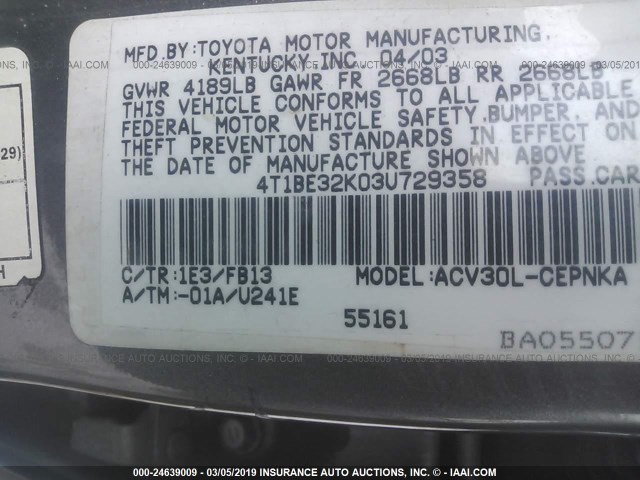 MFD.BY:TOYOTA MOTOR MANUFACTURING,
KENTUCKY,INC. 04/03
GVWR 4189LB GAWR FR 2668LB RR 2668LB
THIS VEHICLE CONFORMS TO ALL APPLICABLE
FEDERAL MOTOR VEHICLE SAFETY,BUMPER, AND
THEFT PREVENTION STANDARDS IN EFFECT ON
THE DATE OF MANUFACTURE SHOWN ABOVE
4T1BE32K03U729358 PASS.CAR
C/TR:1E3/FB13 MODEL:ACV30L-CEPNKA
A/TM:-01A/U241E
55161
BA05507
29)
H
000-24639009 - 03/05/2019 INSURANCE AUTO AUCTIONS, INC. © - IAAI.COM